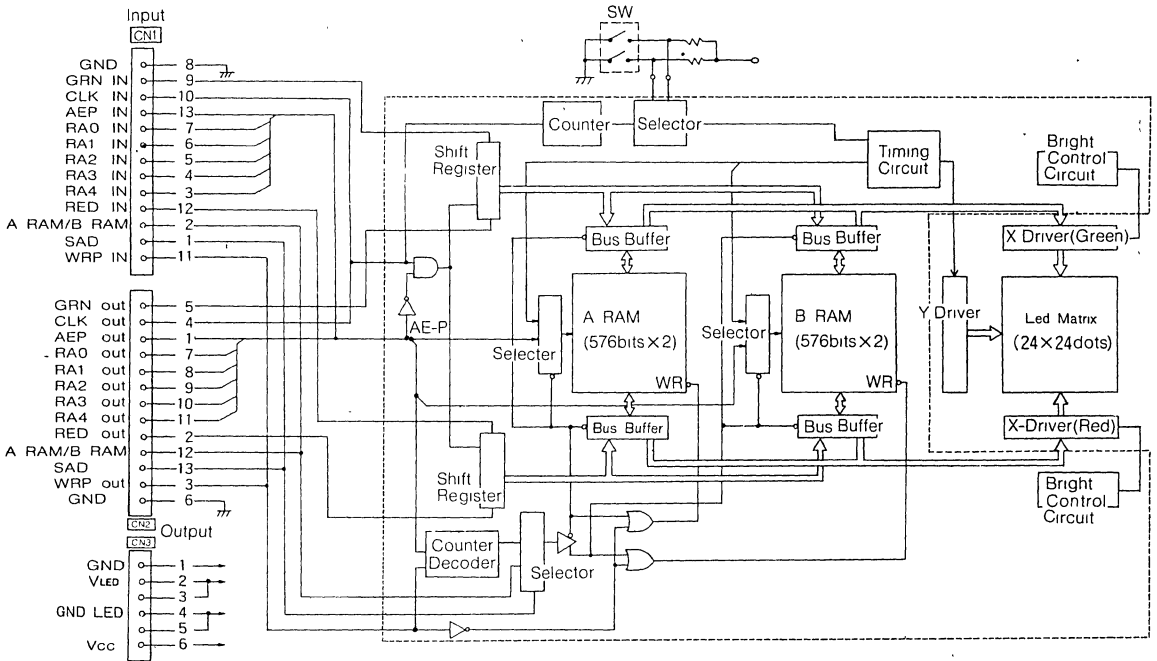 Input
CN1
GND 8
GRN IN 9
CLK IN 10
AEP IN 13
RA0 IN 7
RA1 IN 6
RA2 IN 5
RA3 IN 4
RA4 IN 3
RED IN 12
A RAM/B RAM 2
SAD 1
WRP IN 11
GRN out 5
CLK out 4
AEP out 1
RA0 out 7
RA1 out 8
RA2 out 9
RA3 out 10
RA4 out 11
RED out 2
A RAM/B RAM 12
SAD 13
WRP out 3
GND 6
CN2
Output
CN3
GND 1
VLED 2
3
GND LED 4
5
Vcc 6
SW
Counter
Selector
Shift
Register
Timing
Circuit
Bright
Control
Circuit
Bus Buffer
Bus Buffer
X Driver(Green)
AE-P
Selecter
A RAM
(576bits×2)
WR
Selector
B RAM
(576bits×2)
WR
Y Driver
Led Matrix
(24×24dots)
Bus Buffer
Bus Buffer
X-Driver(Red)
Shift
Register
Bright
Control
Circuit
Counter
Decoder
Selector